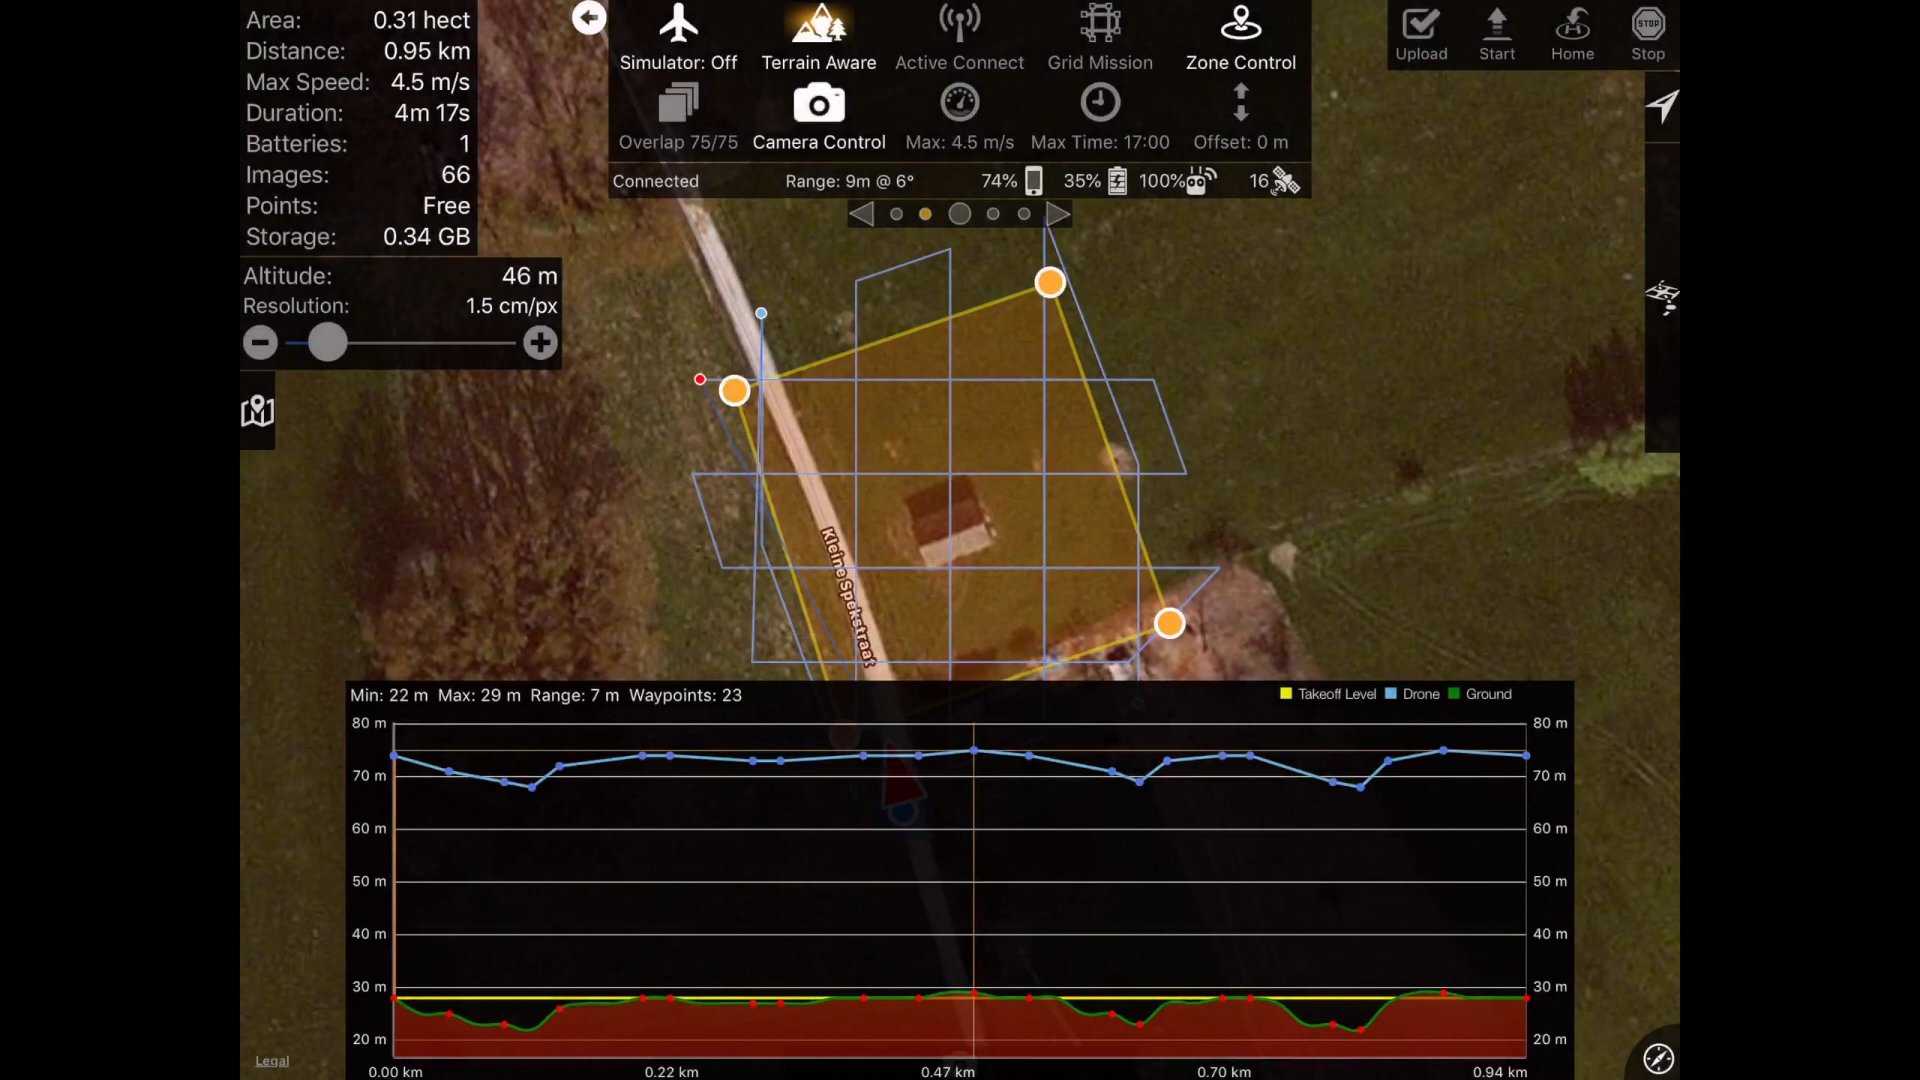 Area: 0.31 hect
Distance: 0.95 km
Max Speed: 4.5 m/s
Duration: 4m 17s
Batteries: 1
Images: 66
Points: Free
Storage: 0.34 GB
Altitude: 46 m
Resolution: 1.5 cm/px
Simulator: Off
Terrain Aware
Active Connect
Grid Mission
Zone Control
Overlap 75/75
Camera Control
Max: 4.5 m/s
Max Time: 17:00
Offset: 0 m
Connected
Range: 9m @ 6°
74%
35%
100%
16
Upload
Start
Home
STOP
Stop
Kleine Spekstraat
Min: 22 m Max: 29 m Range: 7 m Waypoints: 23
Takeoff Level
Drone
Ground
80 m
80 m
70 m
70 m
60 m
60 m
50 m
50 m
40 m
40 m
30 m
30 m
20 m
20 m
0.00 km
0.22 km
0.47 km
0.70 km
0.94 km
Legal